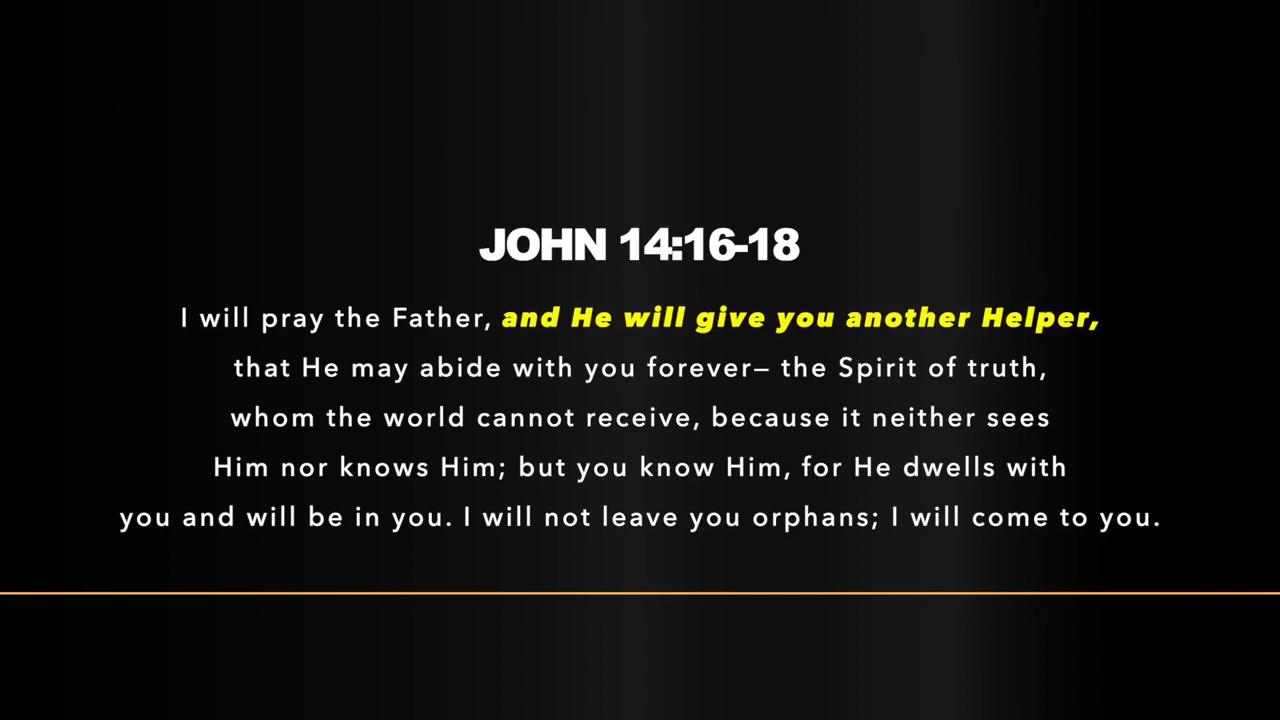 JOHN 14:16-18
I will pray the Father, and He will give you another Helper,
that He may abide with you forever– the Spirit of truth,
whom the world cannot receive, because it neither sees
Him nor knows Him; but you know Him, for He dwells with
you and will be in you. I will not leave you orphans; I will come to you.